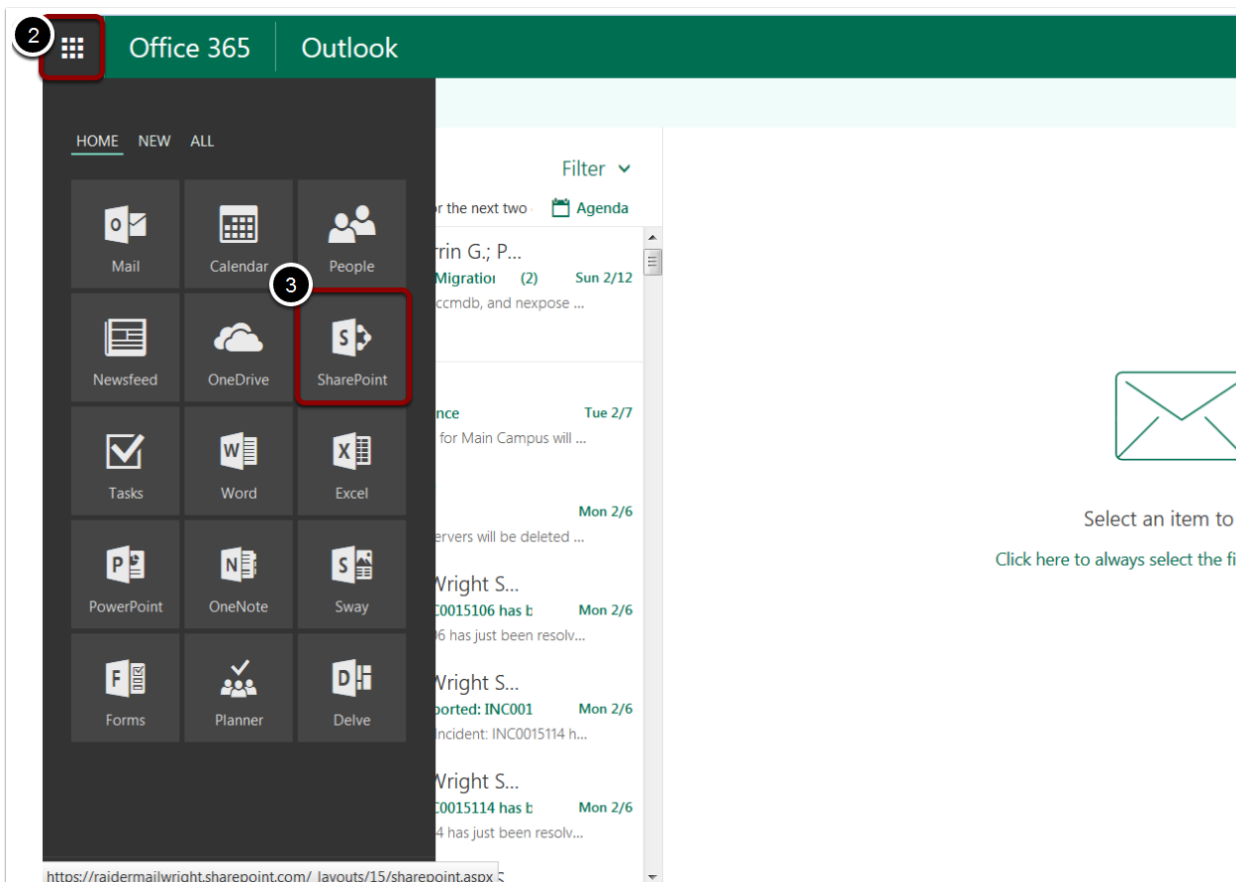 2
Office 365
Outlook
HOME NEW ALL
Mail
Calendar
People
3
Newsfeed
OneDrive
SharePoint
Tasks
Word
Excel
PowerPoint
OneNote
Sway
Forms
Planner
Delve
Filter
r the next two
Agenda
rrin G.; P...
Migration (2) Sun 2/12
ccmdb, and nexpose ...
nce Tue 2/7
for Main Campus will ...
Mon 2/6
ervers will be deleted ...
Wright S...
C0015106 has b Mon 2/6
06 has just been resolv...
Wright S...
ported: INC001 Mon 2/6
incident: INC0015114 h...
Wright S...
C0015114 has b Mon 2/6
4 has just been resolv...
Select an item to
Click here to always select the fi
https://raidermailwright.sharepoint.com/_layouts/15/sharepoint.aspx